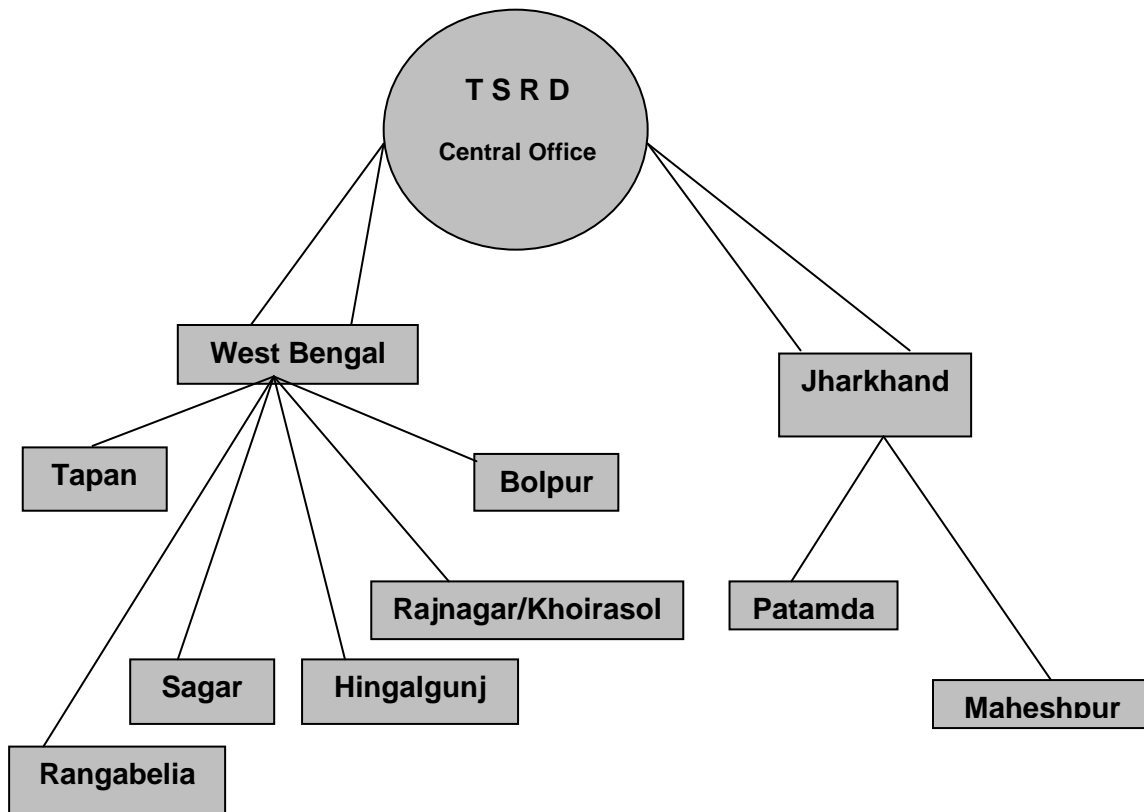 T S R D
Central Office
West Bengal
Jharkhand
Tapan
Bolpur
Rajnagar/Khoirasol
Patamda
Sagar
Hingalgunj
Maheshpur
Rangabelia